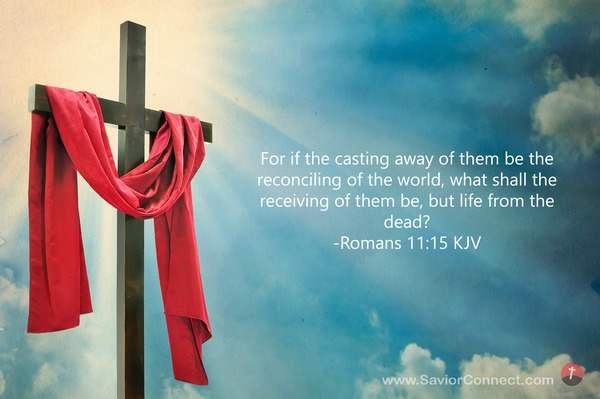 For if the casting away of them be the
reconciling of the world, what shall the
receiving of them be, but life from the
dead?
-Romans 11:15 KJV
www.SaviorConnect.com